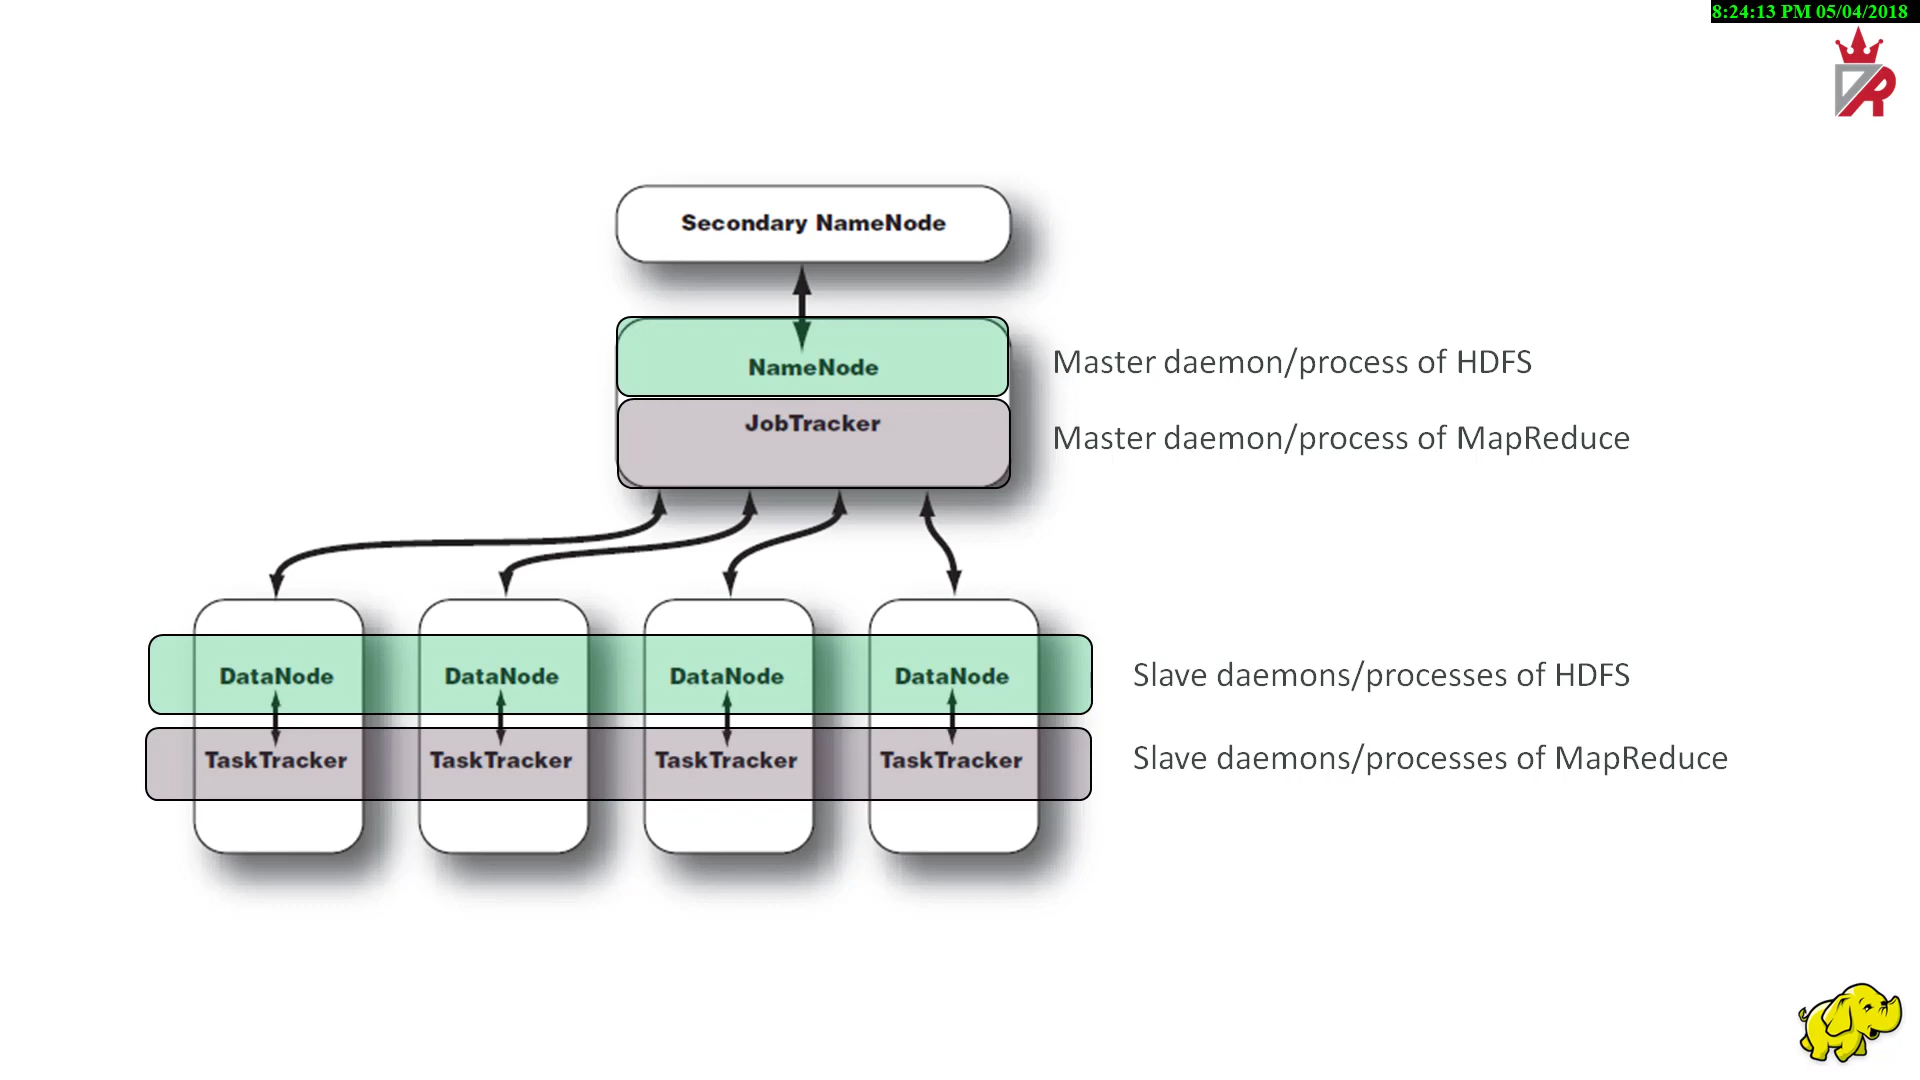 8:24:13 PM 05/04/2018
Secondary NameNode
NameNode
Master daemon/process of HDFS
JobTracker
Master daemon/process of MapReduce
DataNode DataNode DataNode DataNode
Slave daemons/processes of HDFS
TaskTracker TaskTracker TaskTracker TaskTracker
Slave daemons/processes of MapReduce